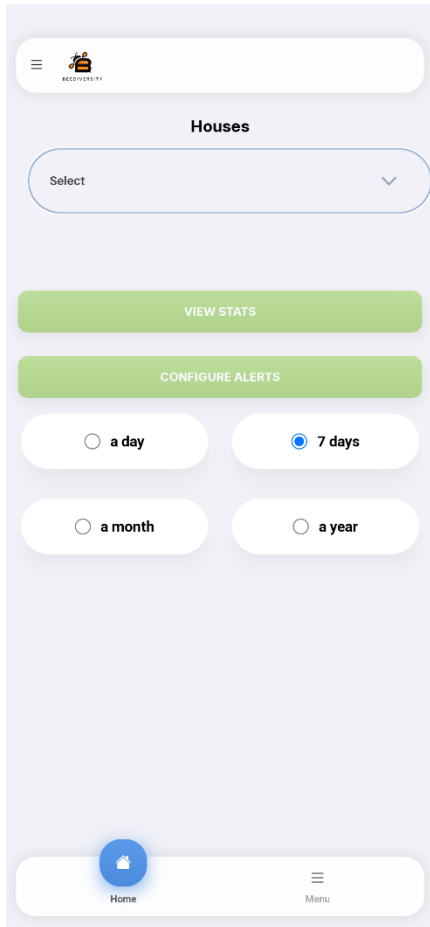 BEEDIVERSITY
Houses
Select
VIEW STATS
CONFIGURE ALERTS
a day
7 days
a month
a year
Home
Menu